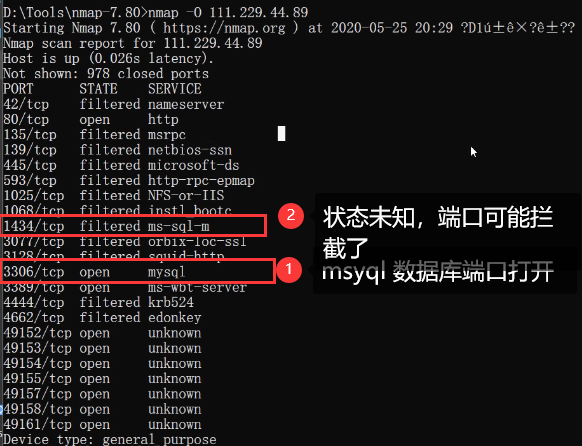 D:\Tools\nmap-7.80>nmap -O 111.229.44.89
Starting Nmap 7.80 ( https://nmap.org ) at 2020-05-25 20:29 ?D1ú±ê×?ê±??
Nmap scan report for 111.229.44.89
Host is up (0.026s latency).
Not shown: 978 closed ports
PORT STATE SERVICE
42/tcp filtered nameserver
80/tcp open http
135/tcp filtered msrpc
139/tcp filtered netbios-ssn
445/tcp filtered microsoft-ds
593/tcp filtered http-rpc-epmap
1025/tcp filtered NFS-or-IIS
1068/tcp filtered instl_bootc
1434/tcp filtered ms-sql-m
3077/tcp filtered orbix-loc-ssl
3128/tcp filtered squid-http
3306/tcp open mysql
3389/tcp open ms-wbt-server
4444/tcp filtered krb524
4662/tcp filtered edonkey
49152/tcp open unknown
49153/tcp open unknown
49154/tcp open unknown
49155/tcp open unknown
49157/tcp open unknown
49158/tcp open unknown
49161/tcp open unknown
Device type: general purpose
2
状态未知，端口可能拦
截了
1
msyql 数据库端口打开